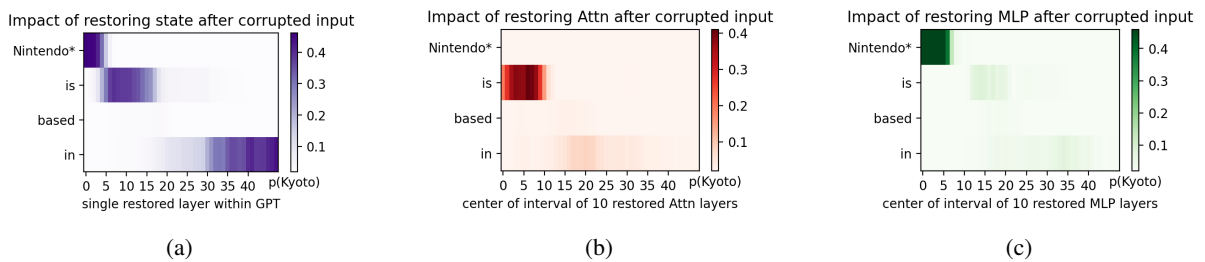 Impact of restoring state after corrupted input
Nintendo*
is
based
in
0 5 10 15 20 25 30 35 40
single restored layer within GPT
0.4
0.3
0.2
0.1
p(Kyoto)
(a)
Impact of restoring Attn after corrupted input
Nintendo*
is
based
in
0 5 10 15 20 25 30 35 40
center of interval of 10 restored Attn layers
0.4
0.3
0.2
0.1
p(Kyoto)
(b)
Impact of restoring MLP after corrupted input
Nintendo*
is
based
in
0 5 10 15 20 25 30 35 40
center of interval of 10 restored MLP layers
0.4
0.3
0.2
0.1
p(Kyoto)
(c)